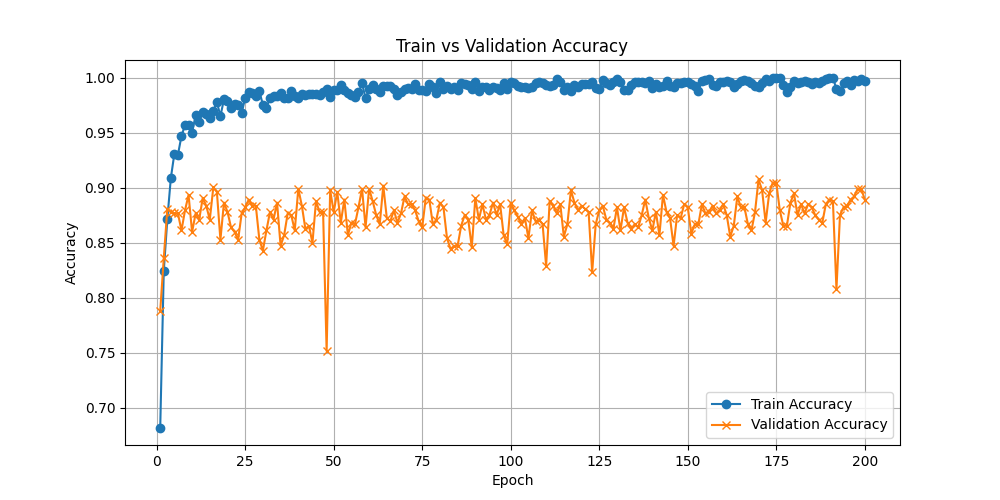 Train vs Validation Accuracy
1.00
0.95
0.90
0.85
0.80
0.75
0.70
Accuracy
0 25 50 75 100 125 150 175 200
Epoch
Train Accuracy
Validation Accuracy